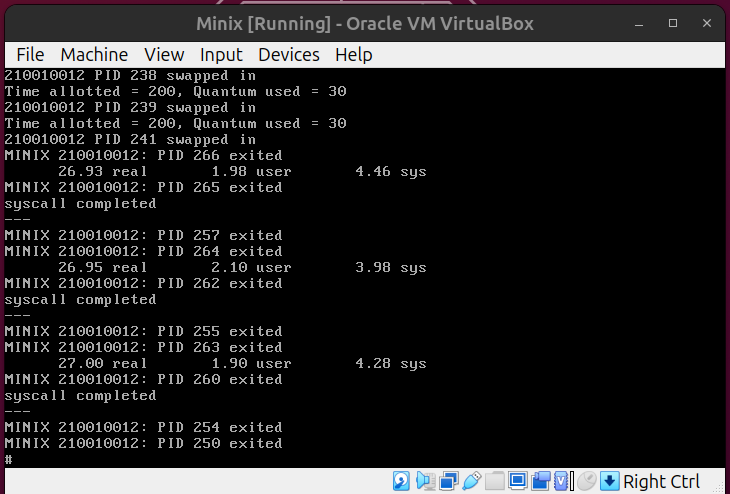 Minix [Running] - Oracle VM VirtualBox
File Machine View Input Devices Help
210010012 PID 238 swapped in
Time allotted = 200, Quantum used = 30
210010012 PID 239 swapped in
Time allotted = 200, Quantum used = 30
210010012 PID 241 swapped in
MINIX 210010012: PID 266 exited
26.93 real 1.98 user 4.46 sys
MINIX 210010012: PID 265 exited
syscall completed
---
MINIX 210010012: PID 257 exited
MINIX 210010012: PID 264 exited
26.95 real 2.10 user 3.98 sys
MINIX 210010012: PID 262 exited
syscall completed
---
MINIX 210010012: PID 255 exited
MINIX 210010012: PID 263 exited
27.00 real 1.90 user 4.28 sys
MINIX 210010012: PID 260 exited
syscall completed
---
MINIX 210010012: PID 254 exited
MINIX 210010012: PID 250 exited
#
Right Ctrl